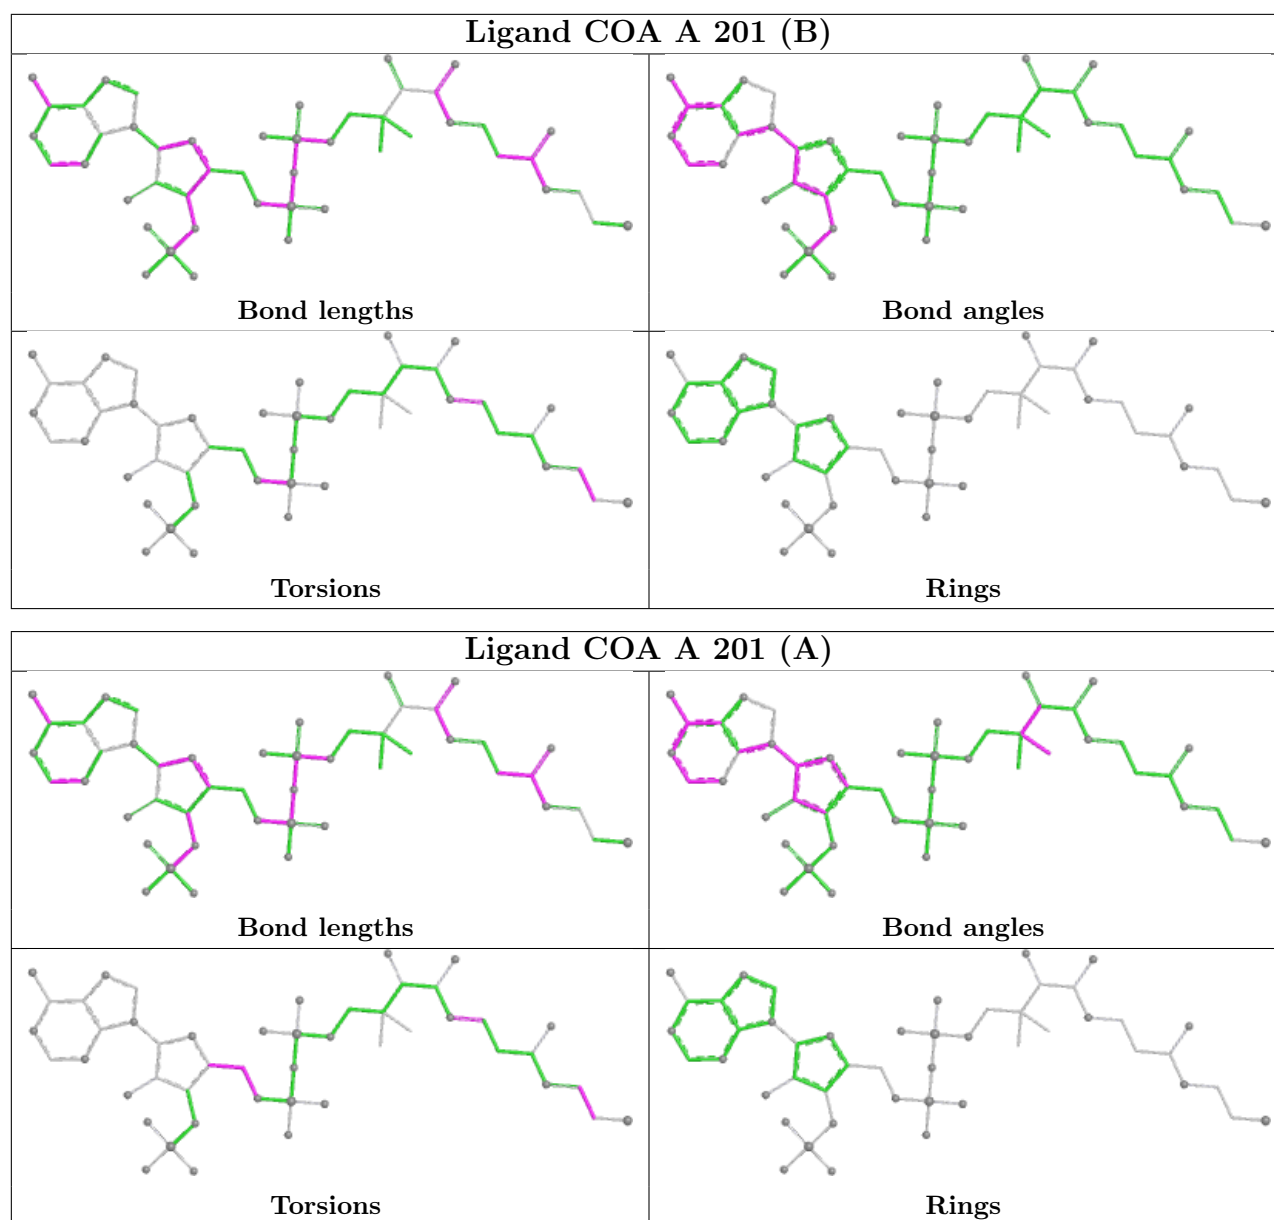 Ligand COA A 201 (B)
Bond lengths
Bond angles
Torsions
Rings
Ligand COA A 201 (A)
Bond lengths
Bond angles
Torsions
Rings